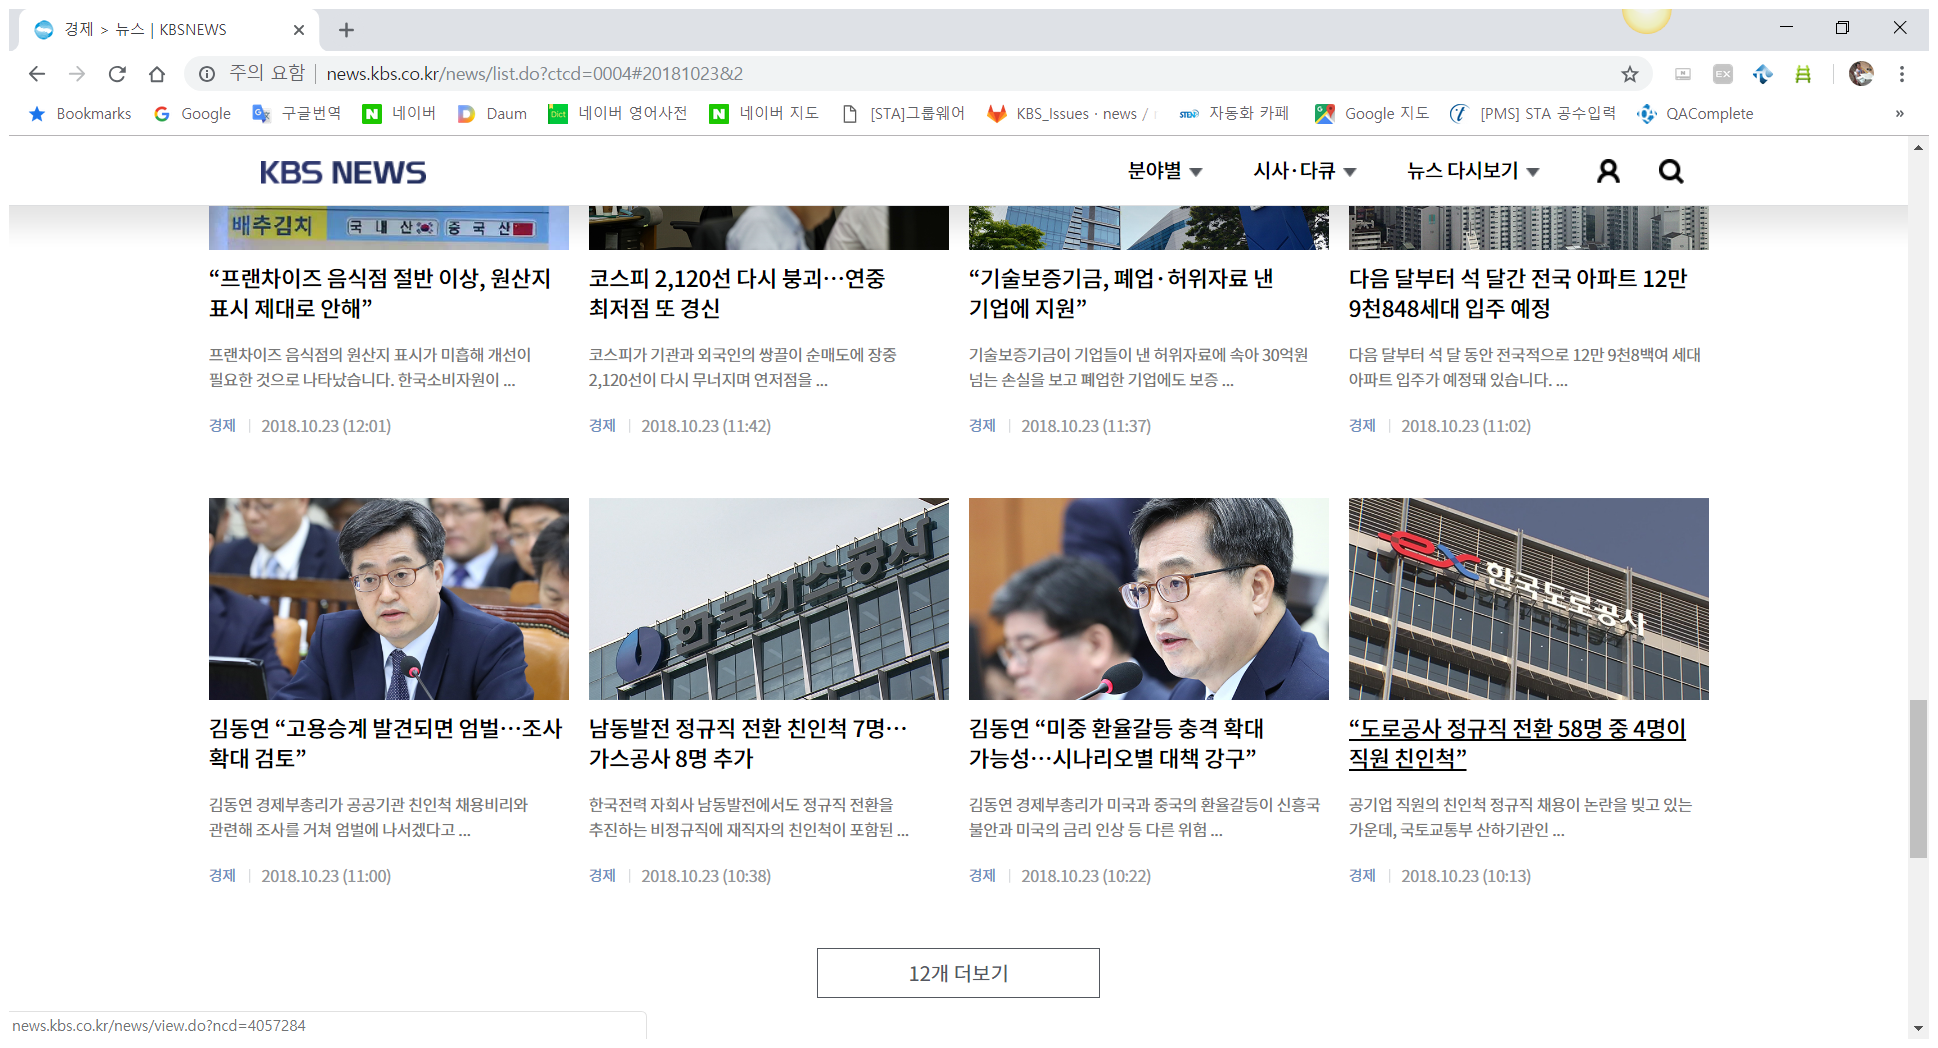 경제 > 뉴스 | KBSNEWS
주의 요함 | news.kbs.co.kr/news/list.do?ctcd=0004#20181023&2
EX
Bookmarks Google 구글번역 네이버 Daum 네이버 영어사전 네이버 지도 [STA]그룹웨어 KBS_Issues · news / 자동화 카페 Google 지도 [PMS] STA 공수입력 QAComplete »
KBS NEWS 분야별 시사·다큐 뉴스 다시보기
배추김치 국내산 중국산
“프랜차이즈 음식점 절반 이상, 원산지
표시 제대로 안해”
프랜차이즈 음식점의 원산지 표시가 미흡해 개선이
필요한 것으로 나타났습니다. 한국소비자원이 ...
경제 | 2018.10.23 (12:01)
코스피 2,120선 다시 붕괴…연중
최저점 또 경신
코스피가 기관과 외국인의 쌍끌이 순매도에 장중
2,120선이 다시 무너지며 연저점을 ...
경제 | 2018.10.23 (11:42)
“기술보증기금, 폐업·허위자료 낸
기업에 지원”
기술보증기금이 기업들이 낸 허위자료에 속아 30억원
넘는 손실을 보고 폐업한 기업에도 보증 ...
경제 | 2018.10.23 (11:37)
다음 달부터 석 달간 전국 아파트 12만
9천848세대 입주 예정
다음 달부터 석 달 동안 전국적으로 12만 9천8백여 세대
아파트 입주가 예정돼 있습니다. ...
경제 | 2018.10.23 (11:02)
김동연 “고용승계 발견되면 엄벌…조사
확대 검토”
김동연 경제부총리가 공공기관 친인척 채용비리와
관련해 조사를 거쳐 엄벌에 나서겠다고 ...
경제 | 2018.10.23 (11:00)
한국가스공사
남동발전 정규직 전환 친인척 7명…
가스공사 8명 추가
한국전력 자회사 남동발전에서도 정규직 전환을
추진하는 비정규직에 재직자의 친인척이 포함된 ...
경제 | 2018.10.23 (10:38)
김동연 “미중 환율갈등 충격 확대
가능성…시나리오별 대책 강구”
김동연 경제부총리가 미국과 중국의 환율갈등이 신흥국
불안과 미국의 금리 인상 등 다른 위험 ...
경제 | 2018.10.23 (10:22)
ex 한국도로공사
“도로공사 정규직 전환 58명 중 4명이
직원 친인척”
공기업 직원의 친인척 정규직 채용이 논란을 빚고 있는
가운데, 국토교통부 산하기관인 ...
경제 | 2018.10.23 (10:13)
12개 더보기
news.kbs.co.kr/news/view.do?ncd=4057284